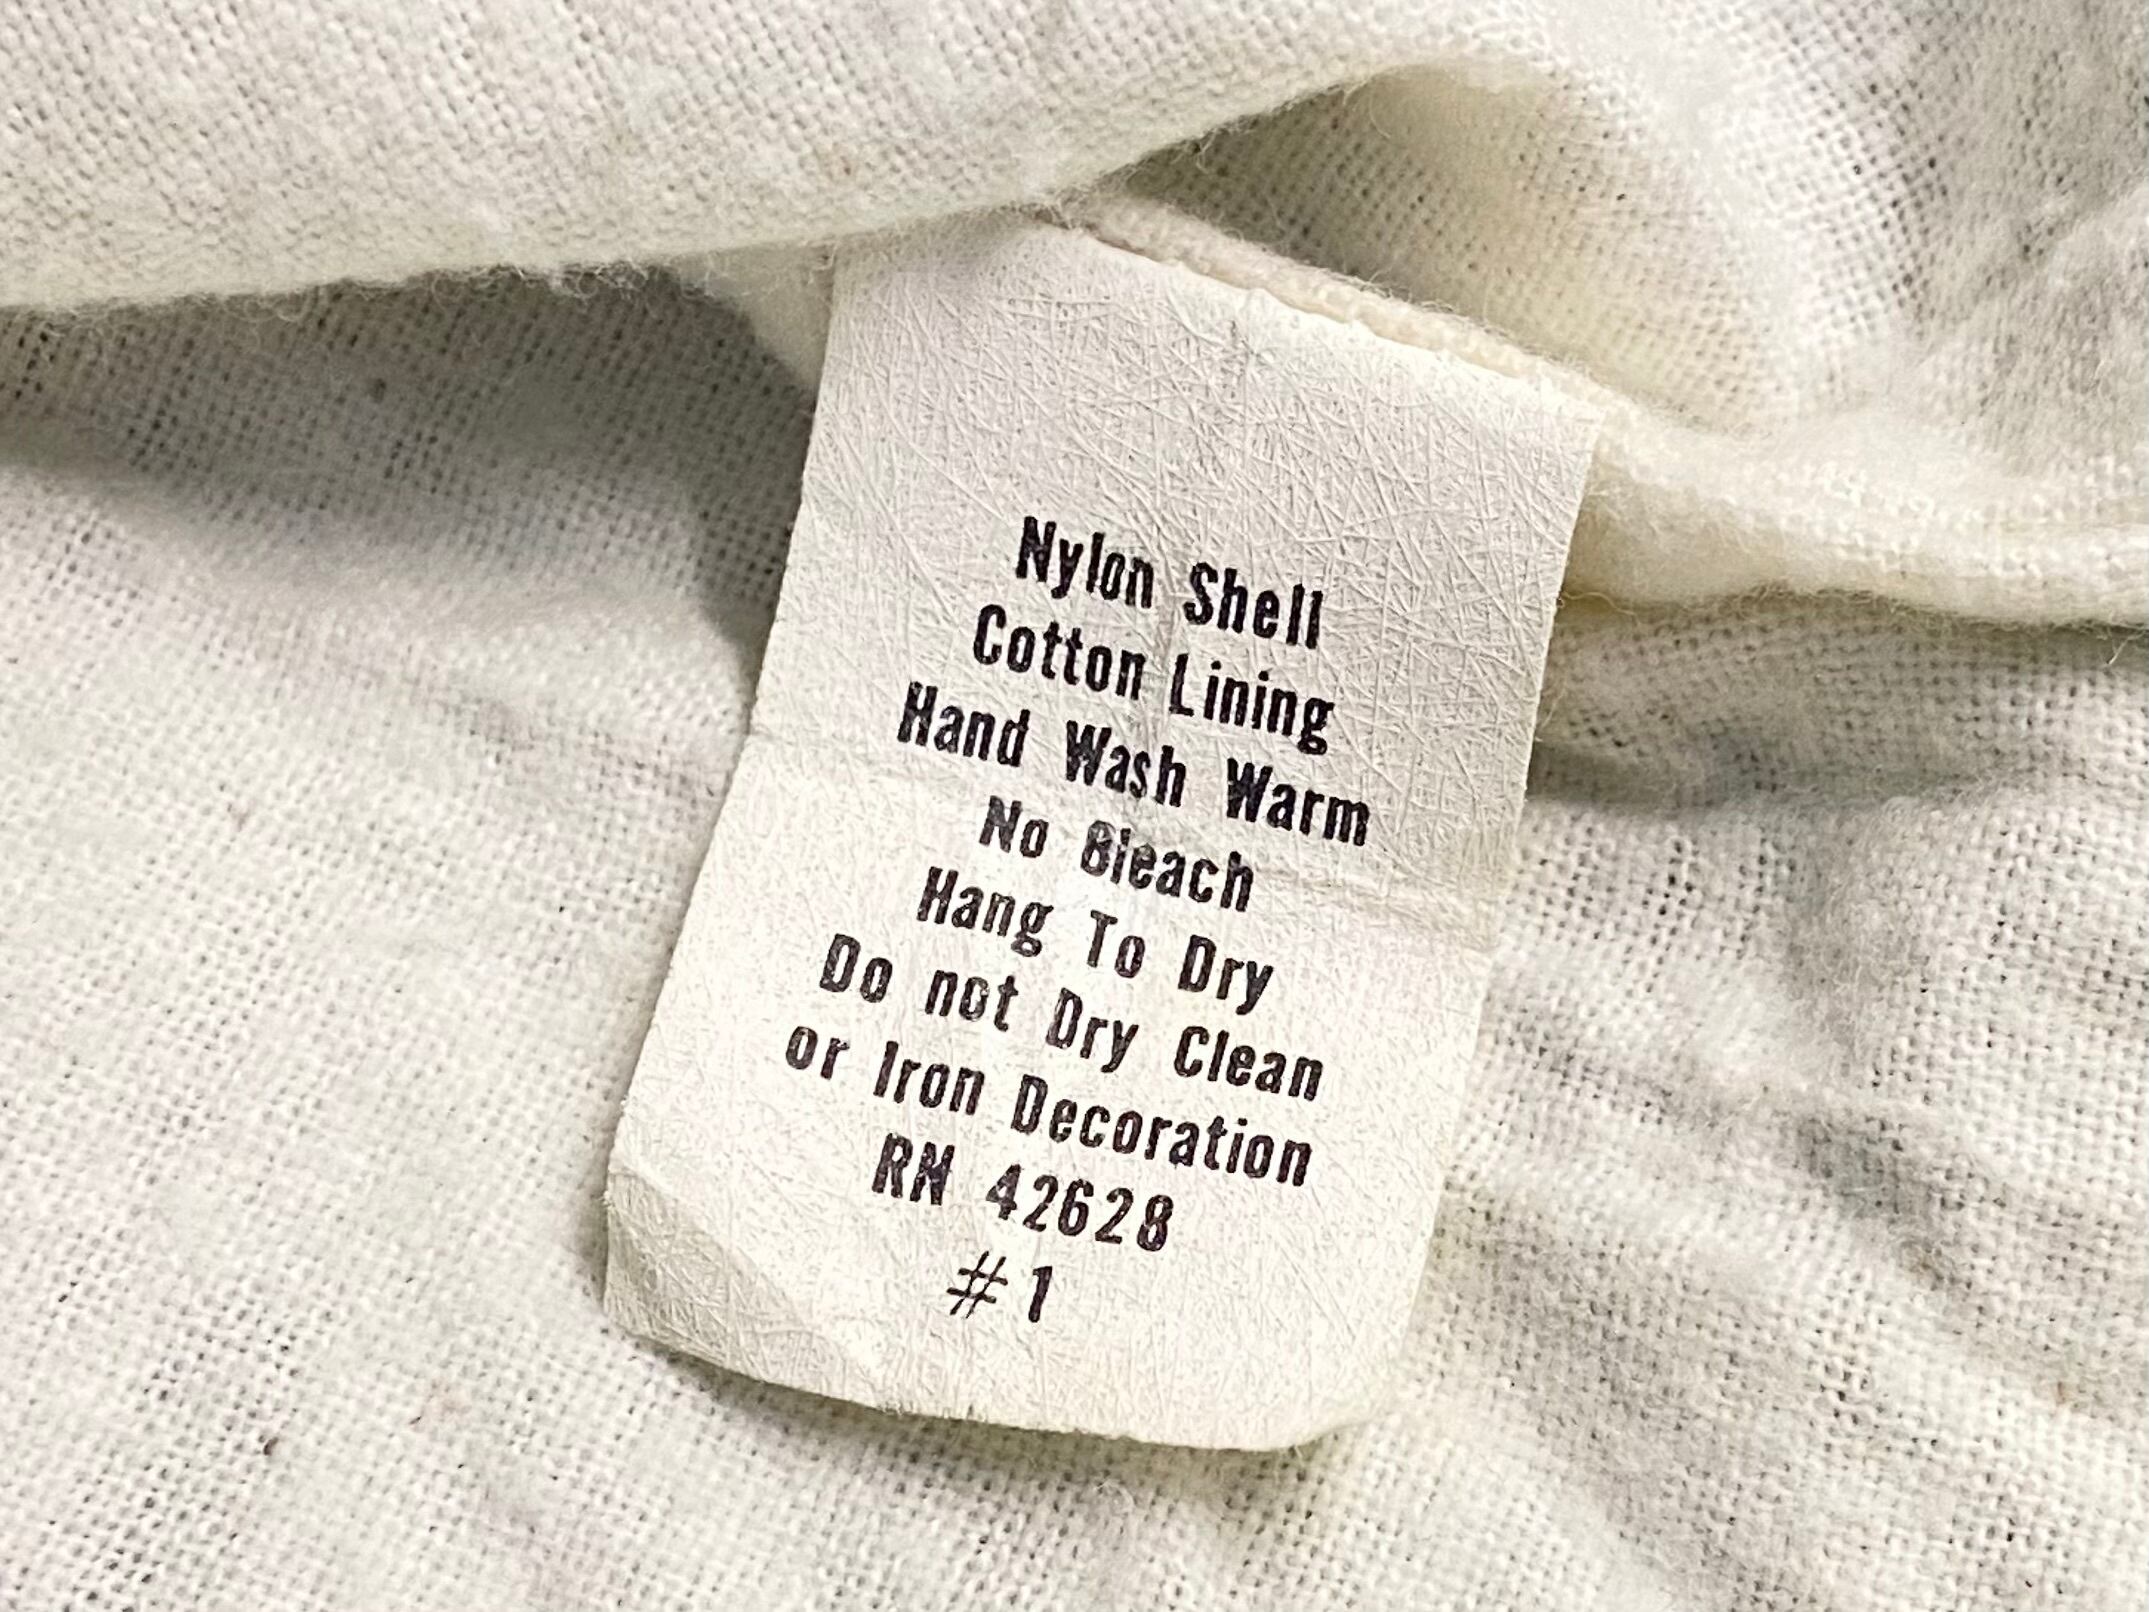 Nylon Shell
Cotton Lining
Hand Wash Warm
No Bleach
Hang To Dry
Do not Dry Clean
or Iron Decoration
RN 42628
#1